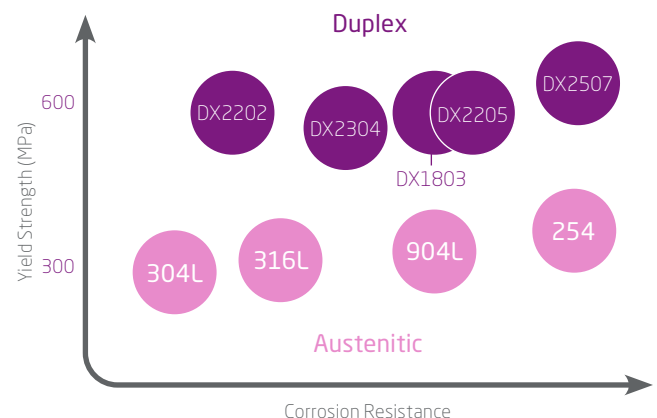 Duplex
Yield Strength (MPa)
600
300
DX2202
DX2304
DX2205
DX2507
DX1803
304L
316L
904L
254
Austenitic
Corrosion Resistance